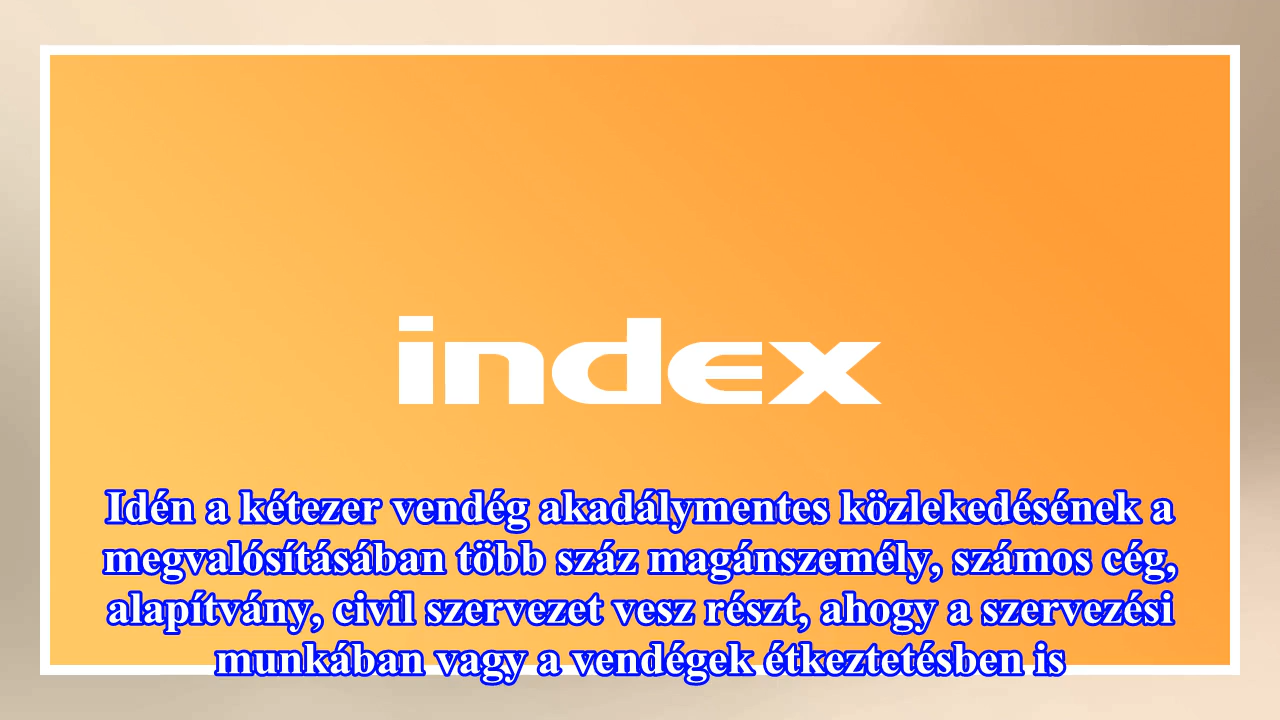 index
Idén a kétezer vendég akadálymentes közlekedésének a
megvalósításában több száz magánszemély, számos cég,
alapítvány, civil szervezet vesz részt, ahogy a szervezési
munkában vagy a vendégek étkeztetésben is